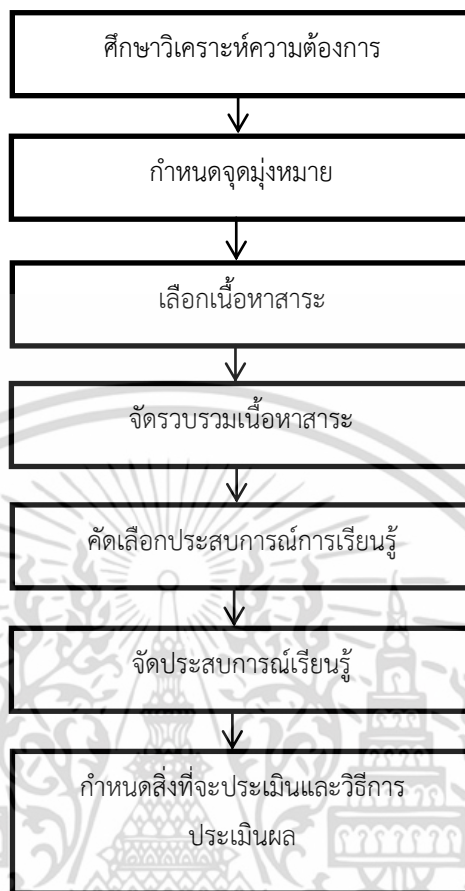 ศึกษาวิเคราะห์ความต้องการ
กำหนดจุดมุ่งหมาย
เลือกเนื้อหาสาระ
จัดรวบรวมเนื้อหาสาระ
คัดเลือกประสบการณ์การเรียนรู้
จัดประสบการณ์เรียนรู้
กำหนดสิ่งที่จะประเมินและวิธีการ
ประเมินผล